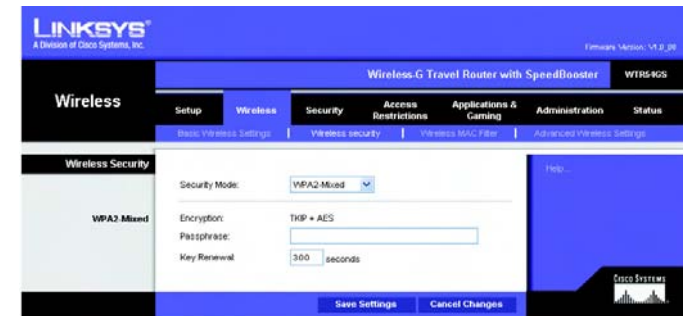 LINKSYS®
A Division of Cisco Systems, Inc.
Firmware Version: V1.0_00
Wireless-G Travel Router with SpeedBooster WTR54GS
Wireless
Setup Wireless Security Access Restrictions Applications & Gaming Administration Status
Basic Wireless Settings | Wireless security | Wireless MAC Filter | Advanced Wireless Settings
Wireless Security
Help...
Security Mode: WPA2-Mixed
WPA2-Mixed
Encryption: TKIP + AES
Passphrase:
Key Renewal: 300 seconds
CISCO SYSTEMS
Save Settings Cancel Changes